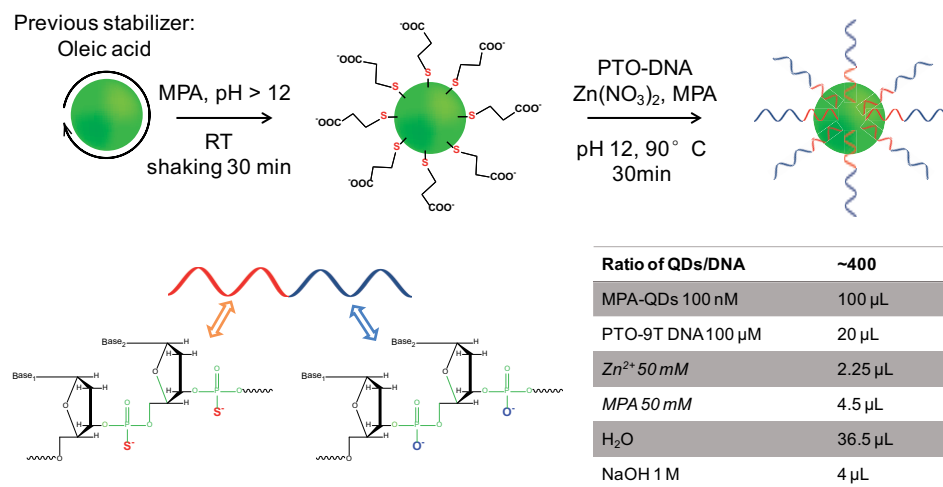 Previous stabilizer:
Oleic acid
MPA, pH > 12
RT
shaking 30 min
-OOC
COO-
-OOC
COO-
-OOC
COO-
-OOC
COO-
S
S
S
S
S
S
S
S
PTO-DNA
Zn(NO₃)₂, MPA
pH 12, 90° C
30min
Base₂
H
H
H
O
H
H
Base₁
H
H
H
O
H
H
O
O
P
O
S-
O
O
P
O
S-
O
Base₂
H
H
H
O
H
H
Base₁
H
H
H
O
H
H
O
O
P
O
O-
O
O
P
O
O-
O
Ratio of QDs/DNA ~400
MPA-QDs 100 nM 100 µL
PTO-9T DNA100 µM 20 µL
Zn²⁺ 50 mM 2.25 µL
MPA 50 mM 4.5 µL
H₂O 36.5 µL
NaOH 1 M 4 µL